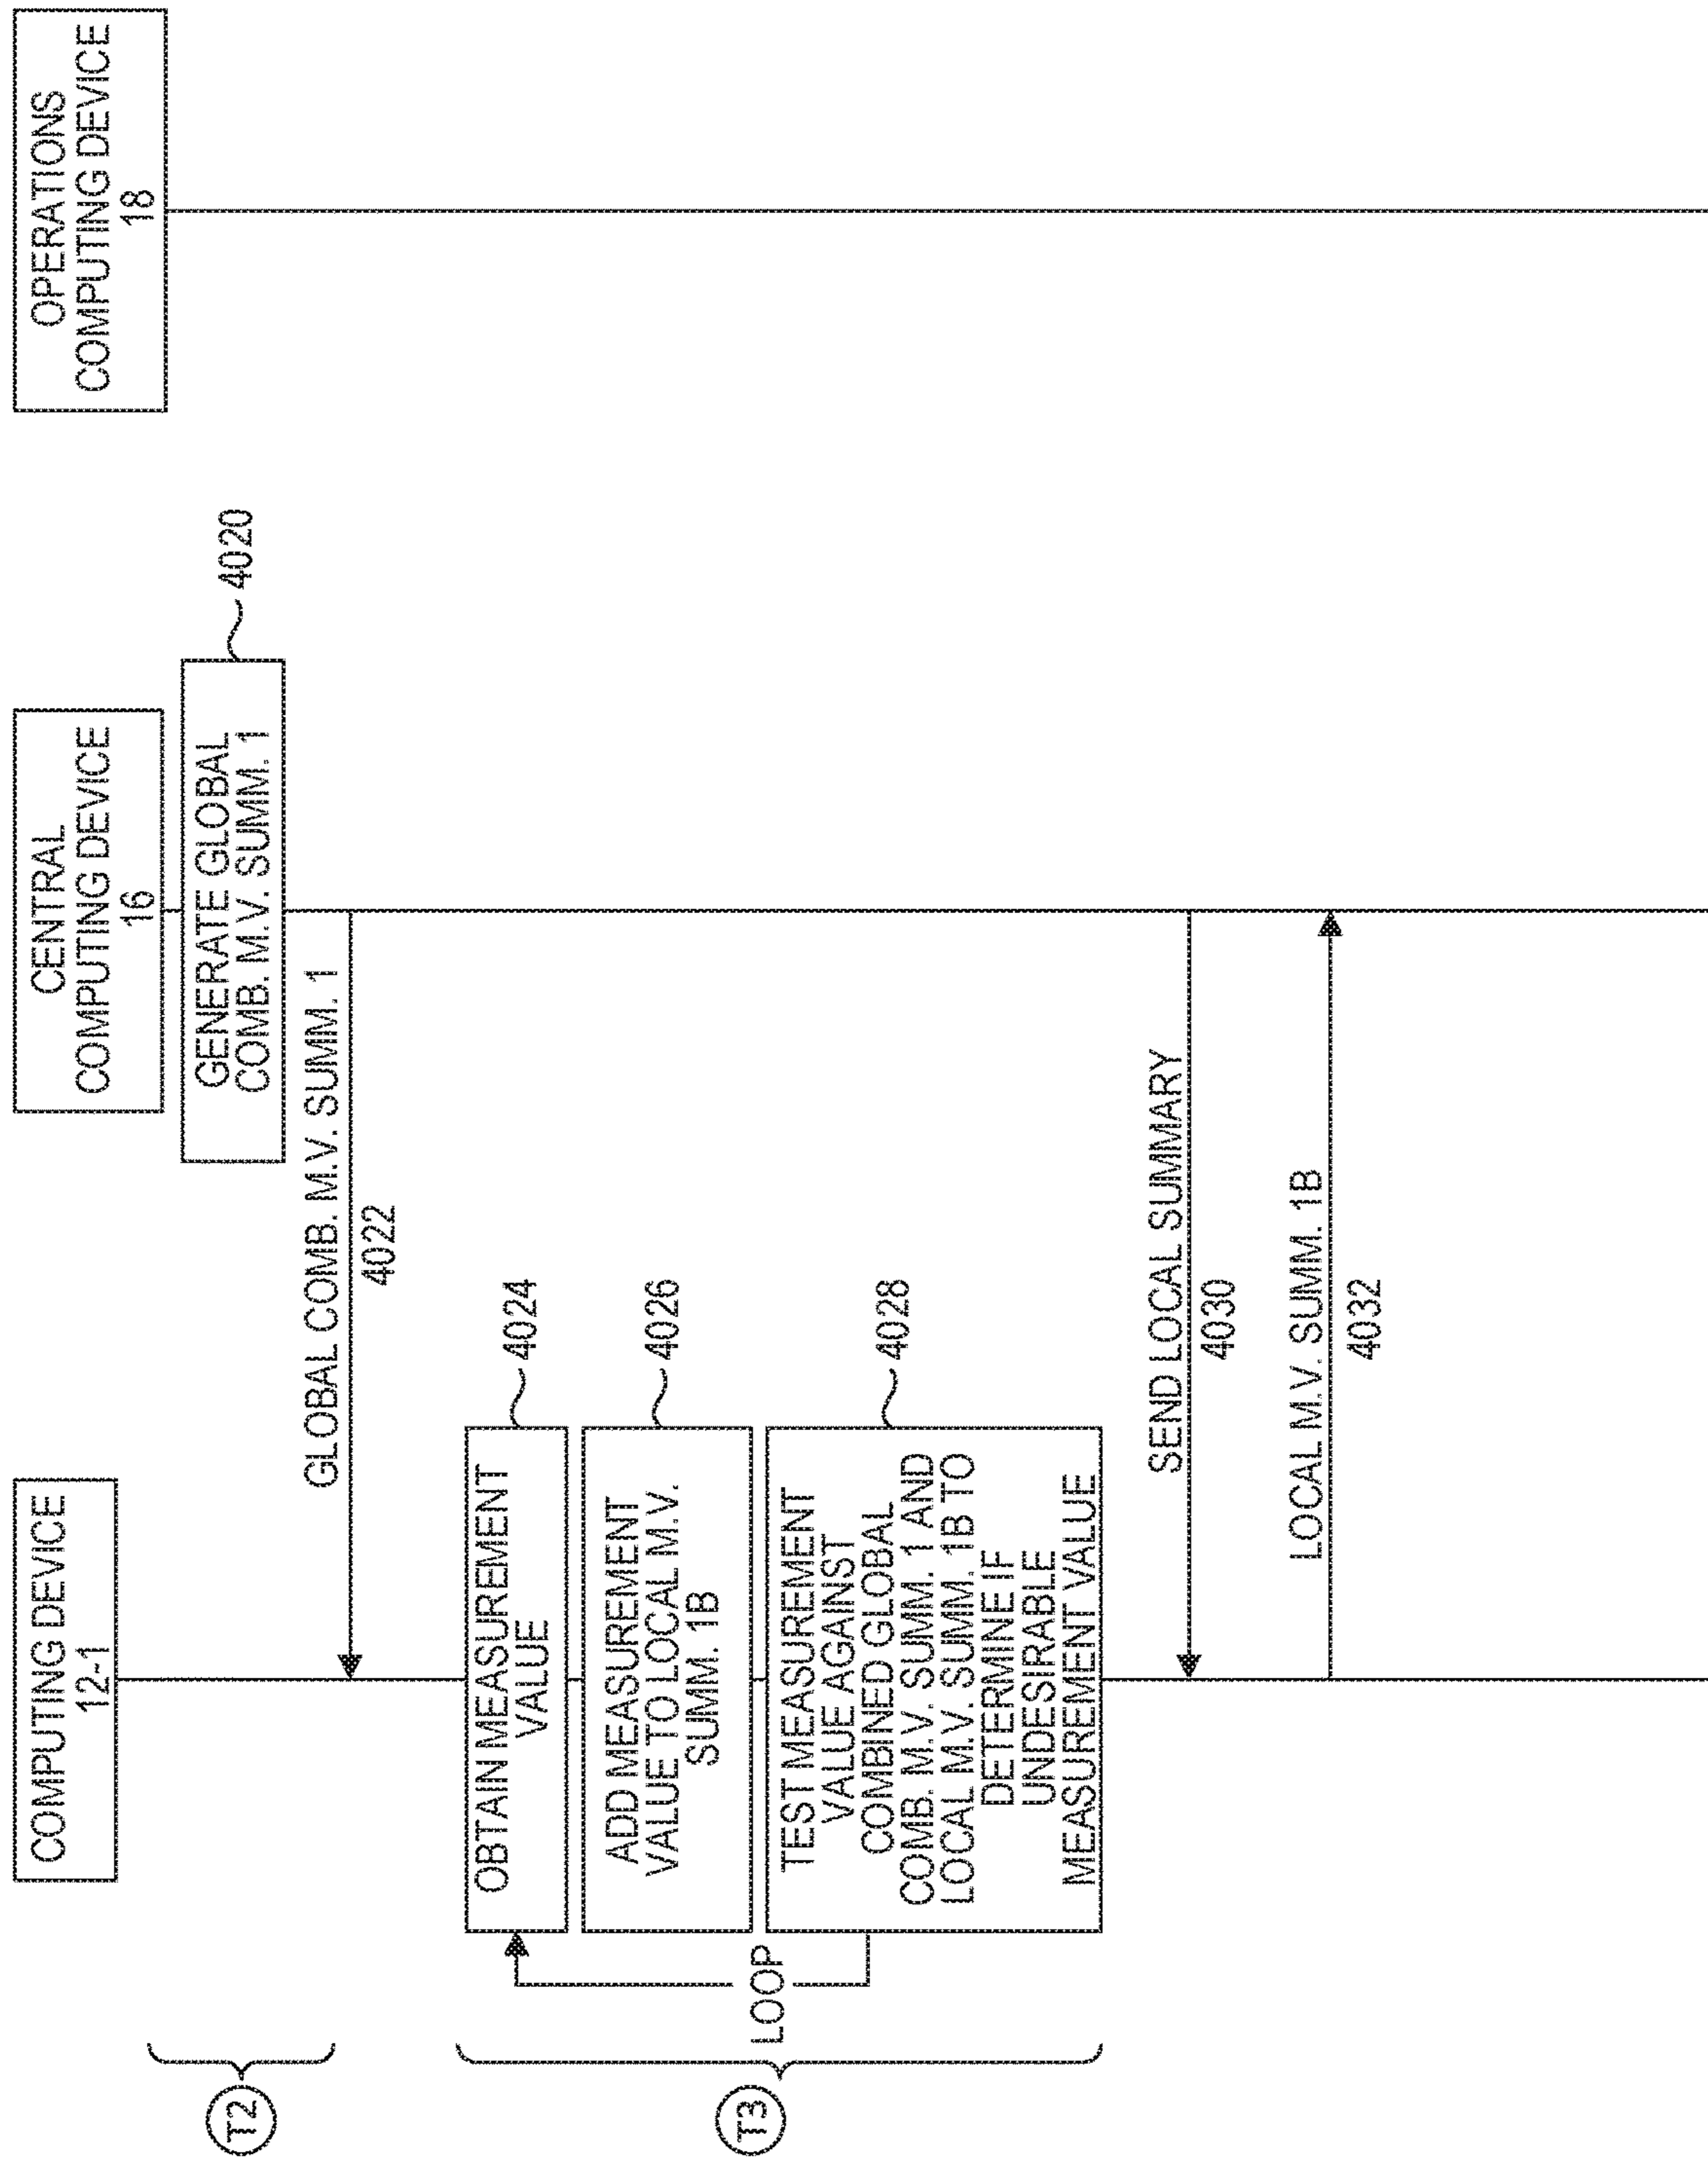 COMPUTING DEVICE
12-1
CENTRAL
COMPUTING DEVICE
16
OPERATIONS
COMPUTING DEVICE
18
T2
GENERATE GLOBAL
COMB. M.V. SUMM. 1
4020
GLOBAL COMB. M.V. SUMM. 1
4022
T3
LOOP
OBTAIN MEASUREMENT
VALUE
4024
ADD MEASUREMENT
VALUE TO LOCAL M.V.
SUMM. 1B
4026
TEST MEASUREMENT
VALUE AGAINST
COMBINED GLOBAL
COMB. M.V. SUMM. 1 AND
LOCAL M.V. SUMM. 1B TO
DETERMINE IF
UNDESIRABLE
MEASUREMENT VALUE
4028
SEND LOCAL SUMMARY
4030
LOCAL M.V. SUMM. 1B
4032